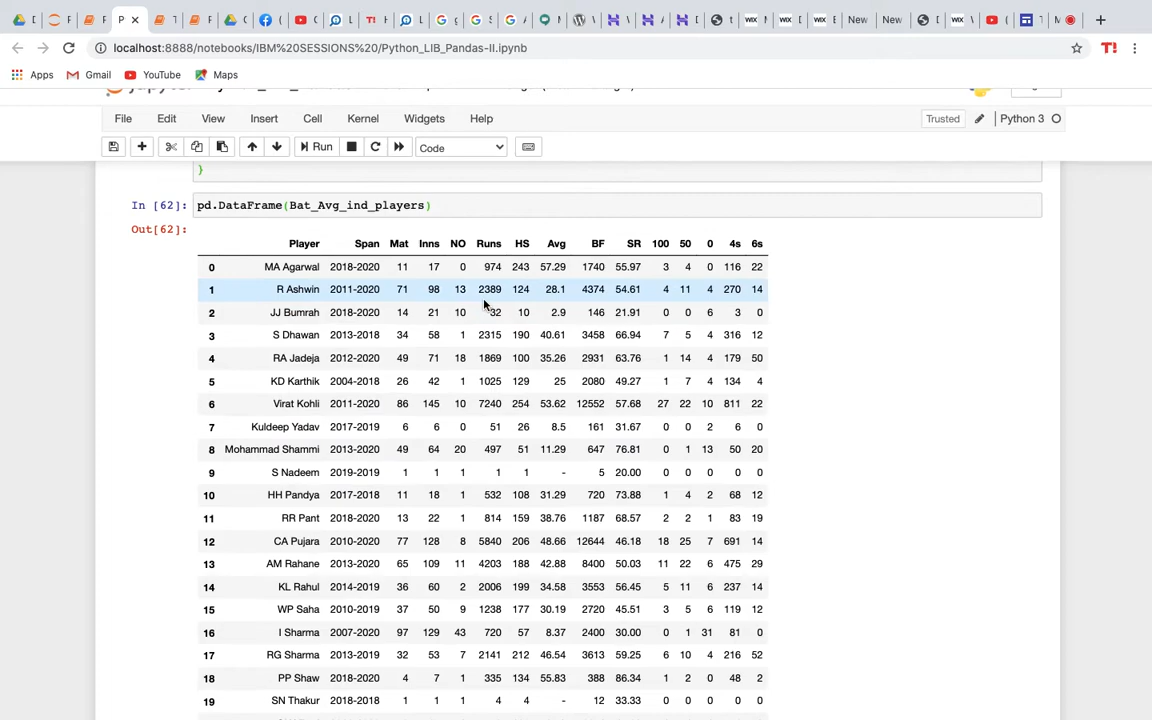 localhost:8888/notebooks/IBM%20SESSIONS%20/Python_LIB_Pandas-II.ipynb
Apps Gmail YouTube Maps
File Edit View Insert Cell Kernel Widgets Help Trusted Python 3
Run Code
}
In [62]: pd.DataFrame(Bat_Avg_ind_players)
Out[62]:
Player Span Mat Inns NO Runs HS Avg BF SR 100 50 0 4s 6s
0 MA Agarwal 2018-2020 11 17 0 974 243 57.29 1740 55.97 3 4 0 116 22
1 R Ashwin 2011-2020 71 98 13 2389 124 28.1 4374 54.61 4 11 4 270 14
2 JJ Bumrah 2018-2020 14 21 10 32 10 2.9 146 21.91 0 0 6 3 0
3 S Dhawan 2013-2018 34 58 1 2315 190 40.61 3458 66.94 7 5 4 316 12
4 RA Jadeja 2012-2020 49 71 18 1869 100 35.26 2931 63.76 1 14 4 179 50
5 KD Karthik 2004-2018 26 42 1 1025 129 25 2080 49.27 1 7 4 134 4
6 Virat Kohli 2011-2020 86 145 10 7240 254 53.62 12552 57.68 27 22 10 811 22
7 Kuldeep Yadav 2017-2019 6 6 0 51 26 8.5 161 31.67 0 0 2 6 0
8 Mohammad Shammi 2013-2020 49 64 20 497 51 11.29 647 76.81 0 1 13 50 20
9 S Nadeem 2019-2019 1 1 1 1 1 - 5 20.00 0 0 0 0 0
10 HH Pandya 2017-2018 11 18 1 532 108 31.29 720 73.88 1 4 2 68 12
11 RR Pant 2018-2020 13 22 1 814 159 38.76 1187 68.57 2 2 1 83 19
12 CA Pujara 2010-2020 77 128 8 5840 206 48.66 12644 46.18 18 25 7 691 14
13 AM Rahane 2013-2020 65 109 11 4203 188 42.88 8400 50.03 11 22 6 475 29
14 KL Rahul 2014-2019 36 60 2 2006 199 34.58 3553 56.45 5 11 6 237 14
15 WP Saha 2010-2019 37 50 9 1238 177 30.19 2720 45.51 3 5 6 119 12
16 I Sharma 2007-2020 97 129 43 720 57 8.37 2400 30.00 0 1 31 81 0
17 RG Sharma 2013-2019 32 53 7 2141 212 46.54 3613 59.25 6 10 4 216 52
18 PP Shaw 2018-2020 4 7 1 335 134 55.83 388 86.34 1 2 0 48 2
19 SN Thakur 2018-2018 1 1 1 4 4 - 12 33.33 0 0 0 0 0